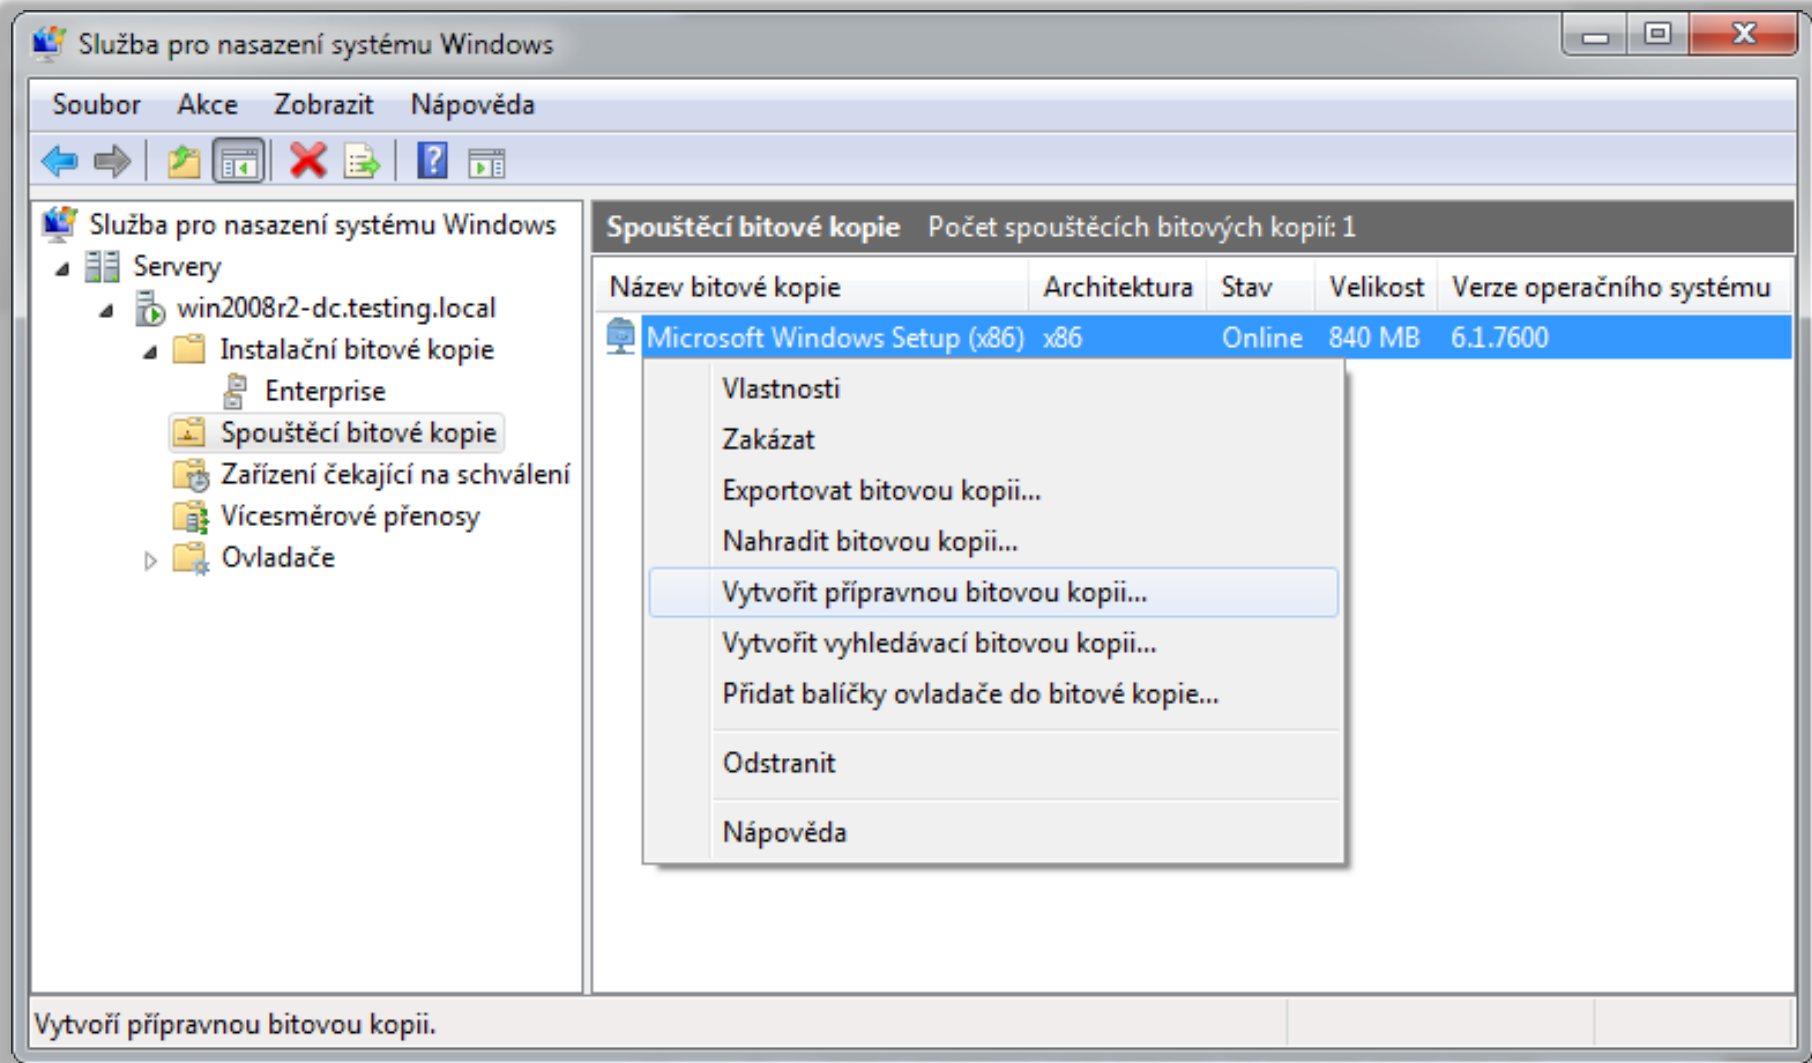 Služba pro nasazení systému Windows
Soubor Akce Zobrazit Nápověda
Služba pro nasazení systému Windows
Servery
win2008r2-dc.testing.local
Instalační bitové kopie
Enterprise
Spouštěcí bitové kopie
Zařízení čekající na schválení
Vícesměrové přenosy
Ovladače
Spouštěcí bitové kopie Počet spouštěcích bitových kopií: 1
Název bitové kopie Architektura Stav Velikost Verze operačního systému
Microsoft Windows Setup (x86) x86 Online 840 MB 6.1.7600
Vlastnosti
Zakázat
Exportovat bitovou kopii...
Nahradit bitovou kopii...
Vytvořit přípravnou bitovou kopii...
Vytvořit vyhledávací bitovou kopii...
Přidat balíčky ovladače do bitové kopie...
Odstranit
Nápověda
Vytvoří přípravnou bitovou kopii.